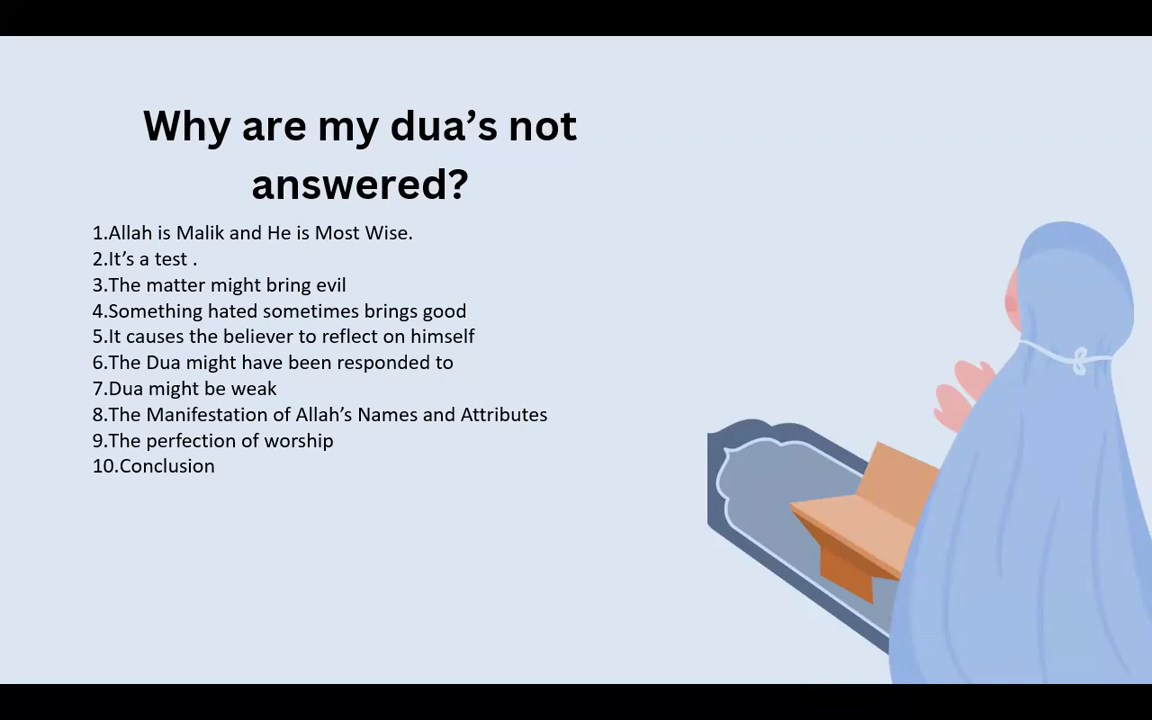 Why are my dua’s not
answered?
1.Allah is Malik and He is Most Wise.
2.It’s a test .
3.The matter might bring evil
4.Something hated sometimes brings good
5.It causes the believer to reflect on himself
6.The Dua might have been responded to
7.Dua might be weak
8.The Manifestation of Allah’s Names and Attributes
9.The perfection of worship
10.Conclusion